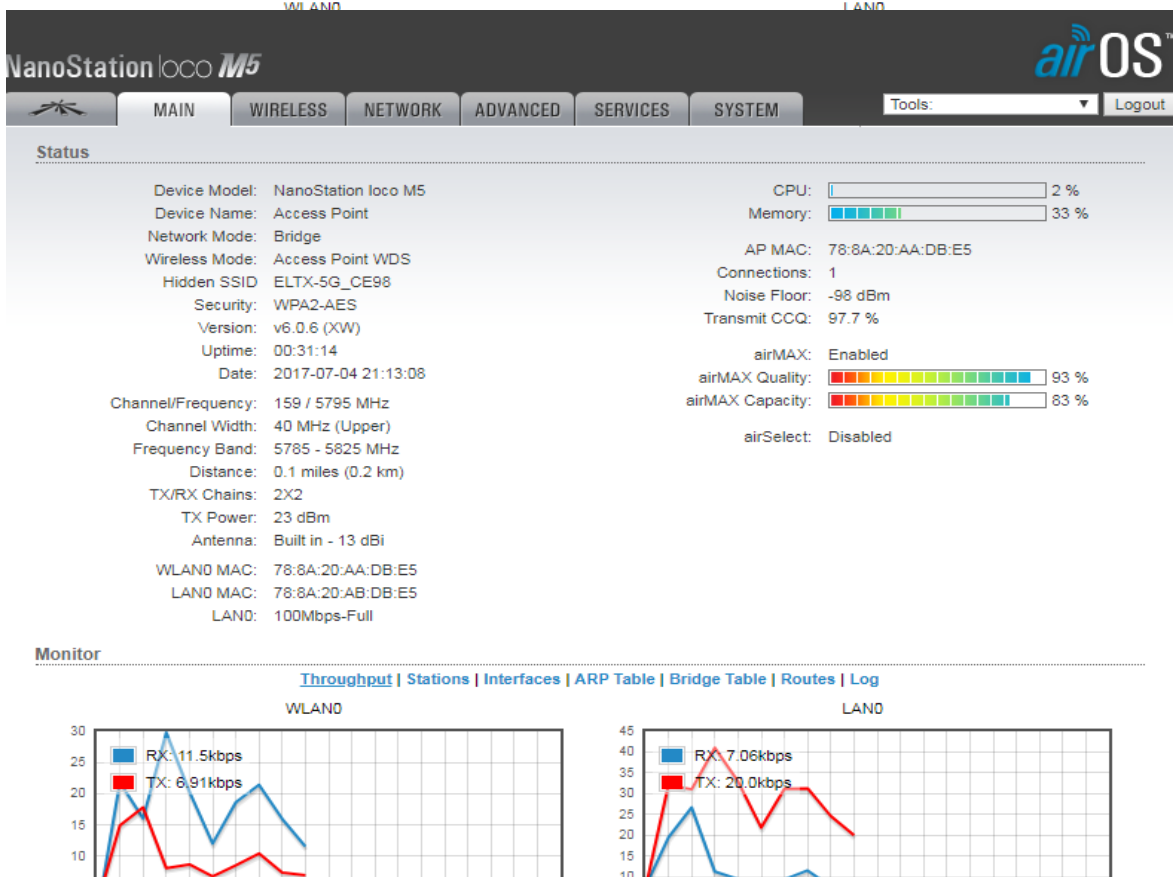 WLAN0 LAN0
NanoStation loco M5 airOS™
MAIN WIRELESS NETWORK ADVANCED SERVICES SYSTEM Tools: Logout
Status
Device Model: NanoStation loco M5
Device Name: Access Point
Network Mode: Bridge
Wireless Mode: Access Point WDS
Hidden SSID ELTX-5G_CE98
Security: WPA2-AES
Version: v6.0.6 (XW)
Uptime: 00:31:14
Date: 2017-07-04 21:13:08
Channel/Frequency: 159 / 5795 MHz
Channel Width: 40 MHz (Upper)
Frequency Band: 5785 - 5825 MHz
Distance: 0.1 miles (0.2 km)
TX/RX Chains: 2X2
TX Power: 23 dBm
Antenna: Built in - 13 dBi
WLAN0 MAC: 78:8A:20:AA:DB:E5
LAN0 MAC: 78:8A:20:AB:DB:E5
LAN0: 100Mbps-Full
CPU: 2 %
Memory: 33 %
AP MAC: 78:8A:20:AA:DB:E5
Connections: 1
Noise Floor: -98 dBm
Transmit CCQ: 97.7 %
airMAX: Enabled
airMAX Quality: 93 %
airMAX Capacity: 83 %
airSelect: Disabled
Monitor
Throughput | Stations | Interfaces | ARP Table | Bridge Table | Routes | Log
WLAN0
30
25
20
15
10
RX: 11.5kbps
TX: 6.91kbps
LAN0
45
40
35
30
25
20
15
10
RX: 7.06kbps
TX: 20.0kbps